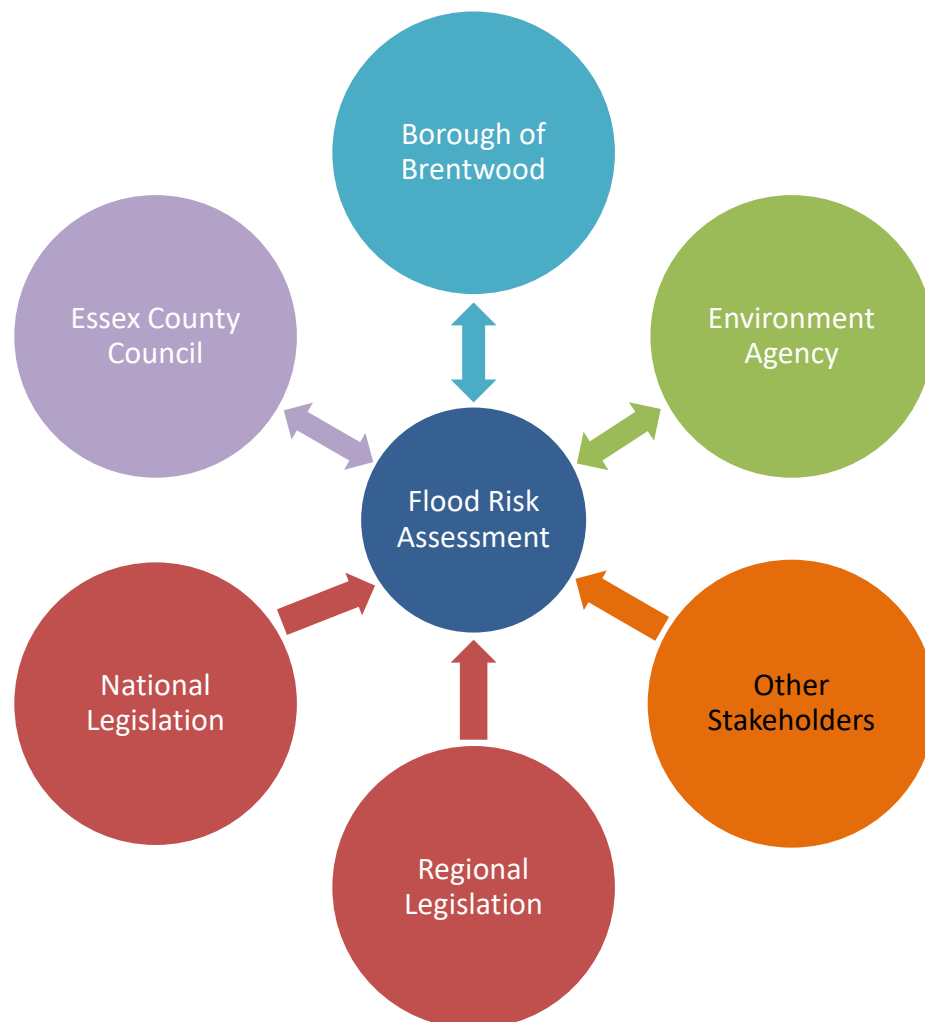 Borough of
Brentwood
Essex County
Council
Environment
Agency
Flood Risk
Assessment
National
Legislation
Other
Stakeholders
Regional
Legislation